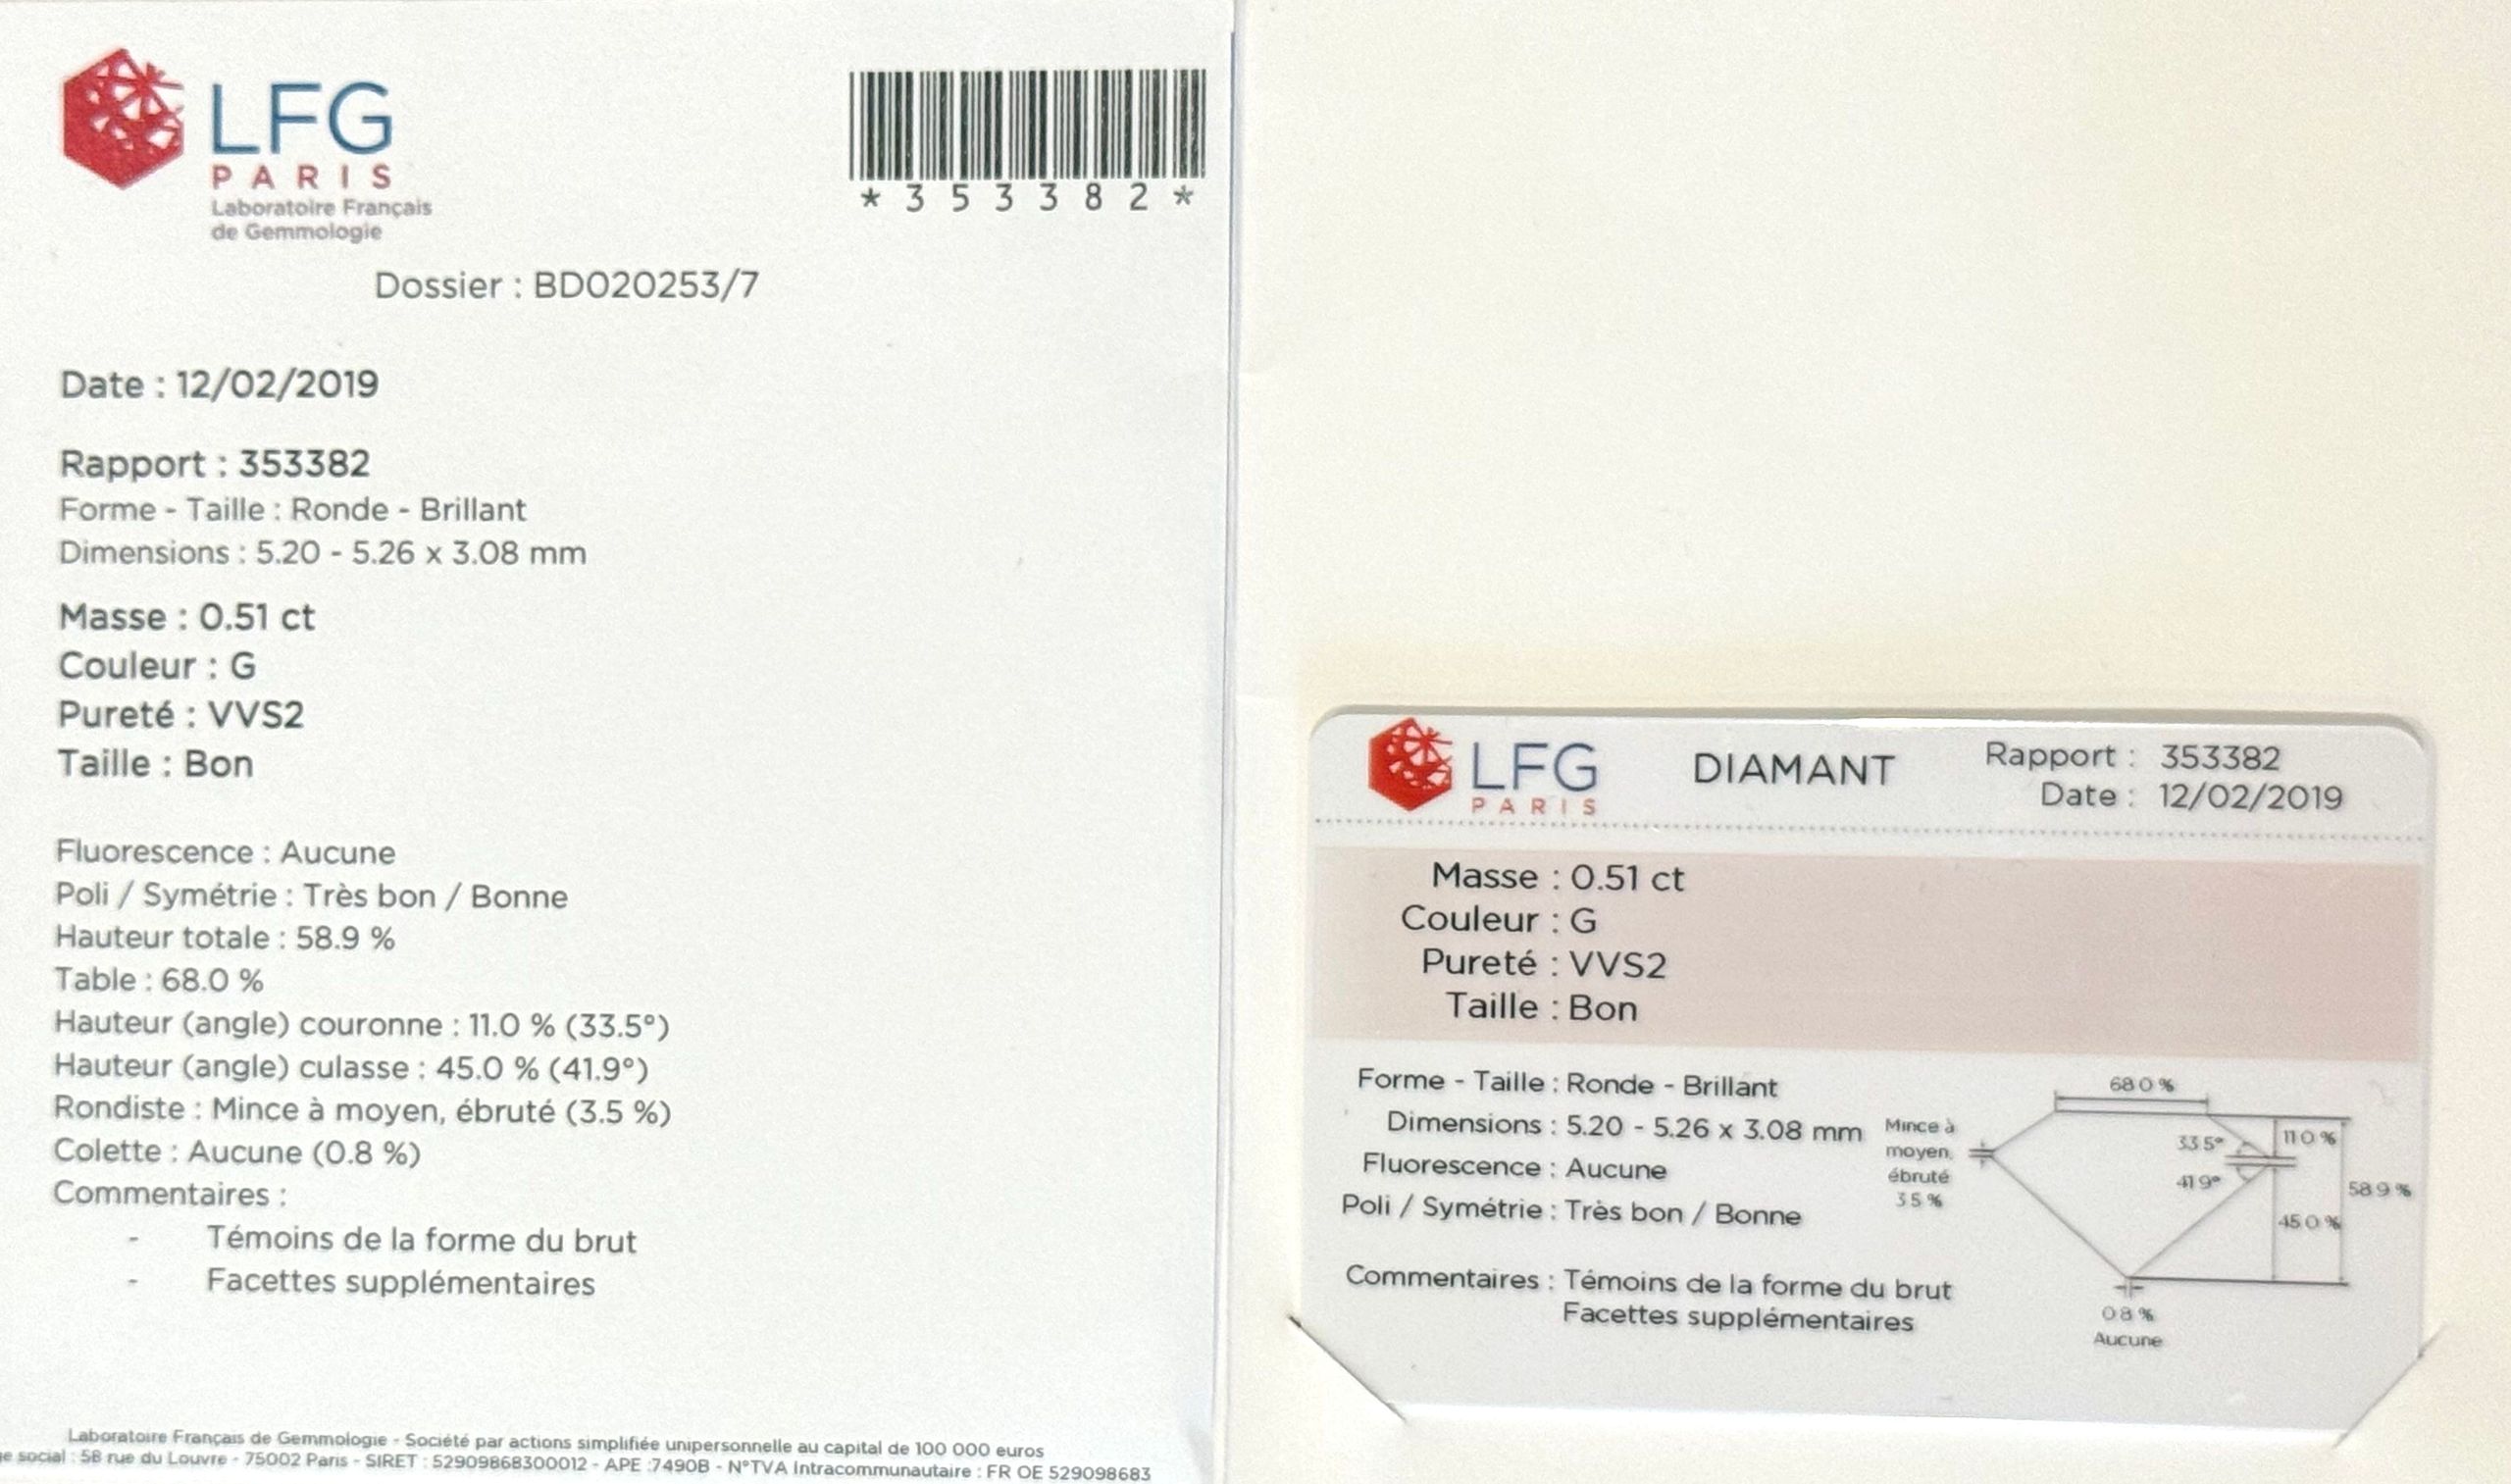 LFG
PARIS
Laboratoire Français
de Gemmologie
*353382*
Dossier : BD020253/7
Date : 12/02/2019
Rapport : 353382
Forme - Taille : Ronde - Brillant
Dimensions : 5.20 - 5.26 x 3.08 mm
Masse : 0.51 ct
Couleur : G
Pureté : VVS2
Taille : Bon
Fluorescence : Aucune
Poli / Symétrie : Très bon / Bonne
Hauteur totale : 58.9 %
Table : 68.0 %
Hauteur (angle) couronne : 11.0 % (33.5°)
Hauteur (angle) culasse : 45.0 % (41.9°)
Rondiste : Mince à moyen, ébruté (3.5 %)
Colette : Aucune (0.8 %)
Commentaires :
- Témoins de la forme du brut
- Facettes supplémentaires
Laboratoire Français de Gemmologie - Société par actions simplifiée unipersonnelle au capital de 100 000 euros
social : 58 rue du Louvre - 75002 Paris - SIRET : 52909868300012 - APE :7490B - N°TVA Intracommunautaire : FR OE 529098683
LFG
PARIS
DIAMANT
Rapport : 353382
Date : 12/02/2019
Masse : 0.51 ct
Couleur : G
Pureté : VVS2
Taille : Bon
Forme - Taille : Ronde - Brillant
Dimensions : 5.20 - 5.26 x 3.08 mm
Fluorescence : Aucune
Poli / Symétrie : Très bon / Bonne
Commentaires : Témoins de la forme du brut
Facettes supplémentaires
68.0 %
Mince à
moyen,
ébruté
3.5 %
33.5°
11.0 %
41.9°
58.9 %
45.0 %
0.8 %
Aucune